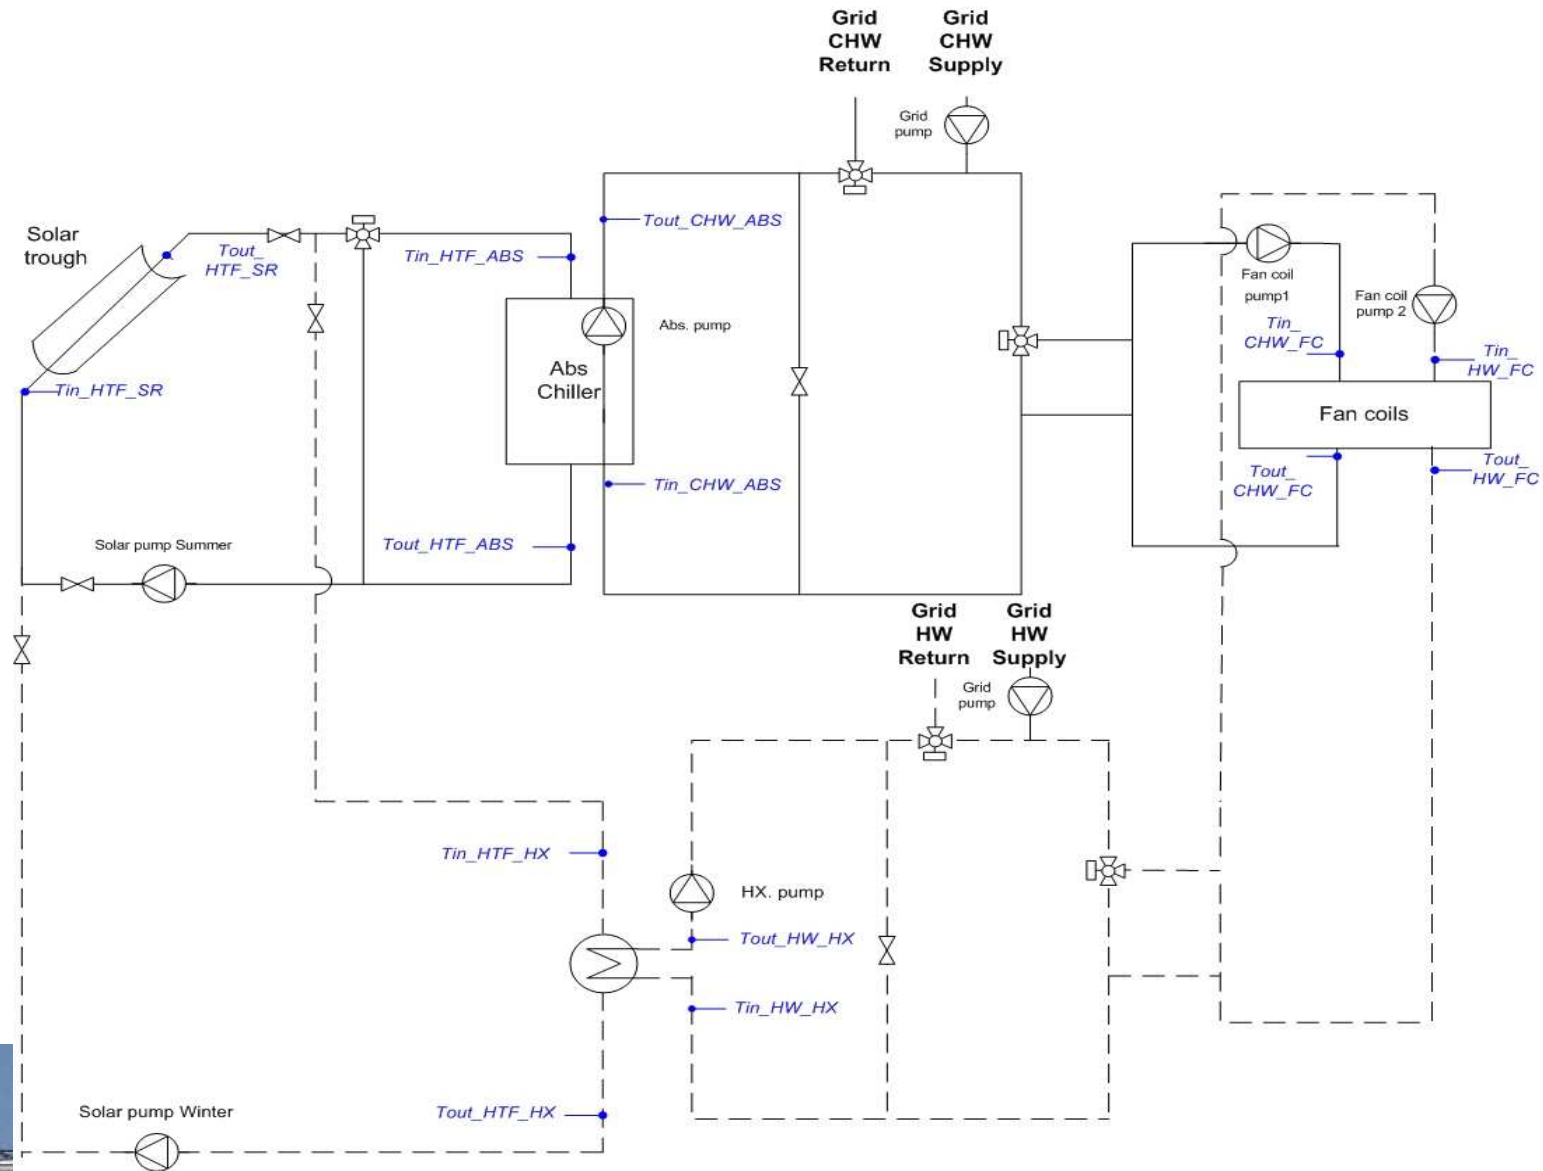 Grid
CHW
Return
Grid
CHW
Supply
Grid
pump
Solar
trough
Tout_
HTF_SR
Tin_HTF_ABS
Tout_CHW_ABS
Abs. pump
Abs
Chiller
Tin_HTF_SR
Tin_CHW_ABS
Tout_HTF_ABS
Solar pump Summer
Fan coil
pump1
Fan coil
pump 2
Tin_
CHW_FC
Tin_
HW_FC
Fan coils
Tout_
CHW_FC
Tout_
HW_FC
Grid
HW
Return
Grid
HW
Supply
Grid
pump
Tin_HTF_HX
HX. pump
Tout_HW_HX
Tin_HW_HX
Tout_HTF_HX
Solar pump Winter